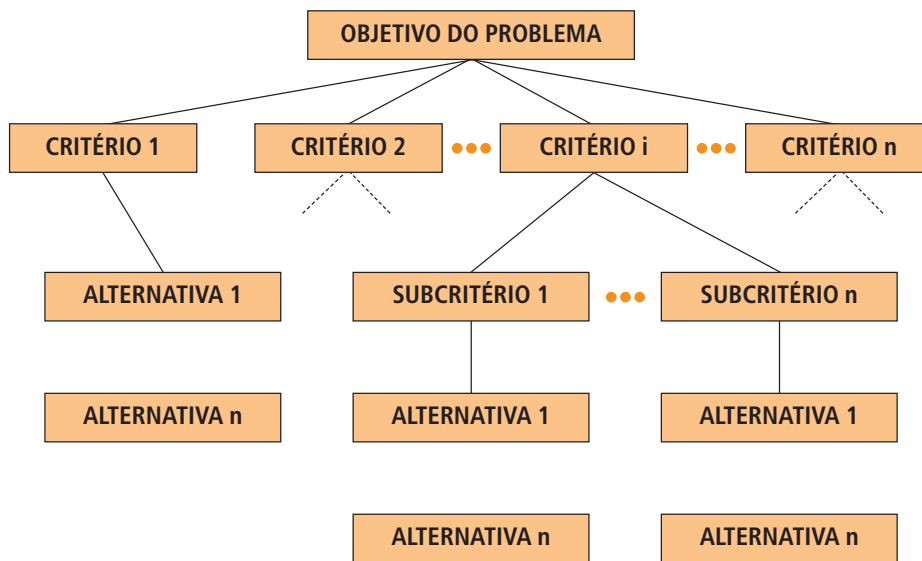 OBJETIVO DO PROBLEMA
CRITÉRIO 1
CRITÉRIO 2
CRITÉRIO i
CRITÉRIO n
ALTERNATIVA 1
SUBCRITÉRIO 1
SUBCRITÉRIO n
ALTERNATIVA n
ALTERNATIVA 1
ALTERNATIVA 1
ALTERNATIVA n
ALTERNATIVA n